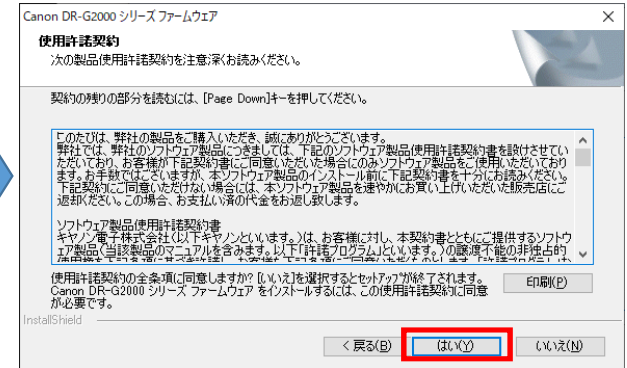 Canon DR-G2000 シリーズ ファームウェア
使用許諾契約
次の製品使用許諾契約を注意深くお読みください。
契約の残りの部分を読むには、[Page Down]キーを押してください。
このたびは、弊社の製品をご購入いただき、誠にありがとうございます。
弊社では、弊社のソフトウェア製品につきましては、下記のソフトウェア製品使用許諾契約書を設けさせてい
ただいており、お客様が下記契約書にご同意いただいた場合にのみソフトウェア製品をご使用いただいており
ます。お手数ではございますが、本ソフトウェア製品のインストール前に下記契約書を十分にお読みください。
下記契約にご同意いただけない場合には、本ソフトウェア製品を速やかにお買い上げいただいた販売店にご
返却ください。この場合、お支払い済の代金をお返し致します。
ソフトウェア製品使用許諾契約書
キヤノン電子株式会社(以下キヤノンといいます。)は、お客様に対し、本契約書とともにご提供するソフトウ
ェア製品(当該製品のマニュアルを含みます。以下「許諾プログラム」といいます。)の譲渡不能の非独占的
使用許諾契約の全条項に同意しますか? [いいえ]を選択するとセットアップが終了されます。
Canon DR-G2000 シリーズ ファームウェア をインストールするには、この使用許諾契約に同意
が必要です。
印刷(P)
InstallShield
< 戻る(B)
はい(Y)
いいえ(N)